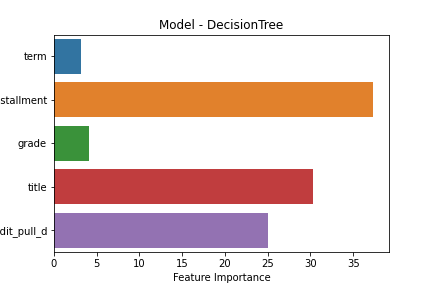 Model - DecisionTree
term
stallment
grade
title
dit_pull_d
0 5 10 15 20 25 30 35
Feature Importance